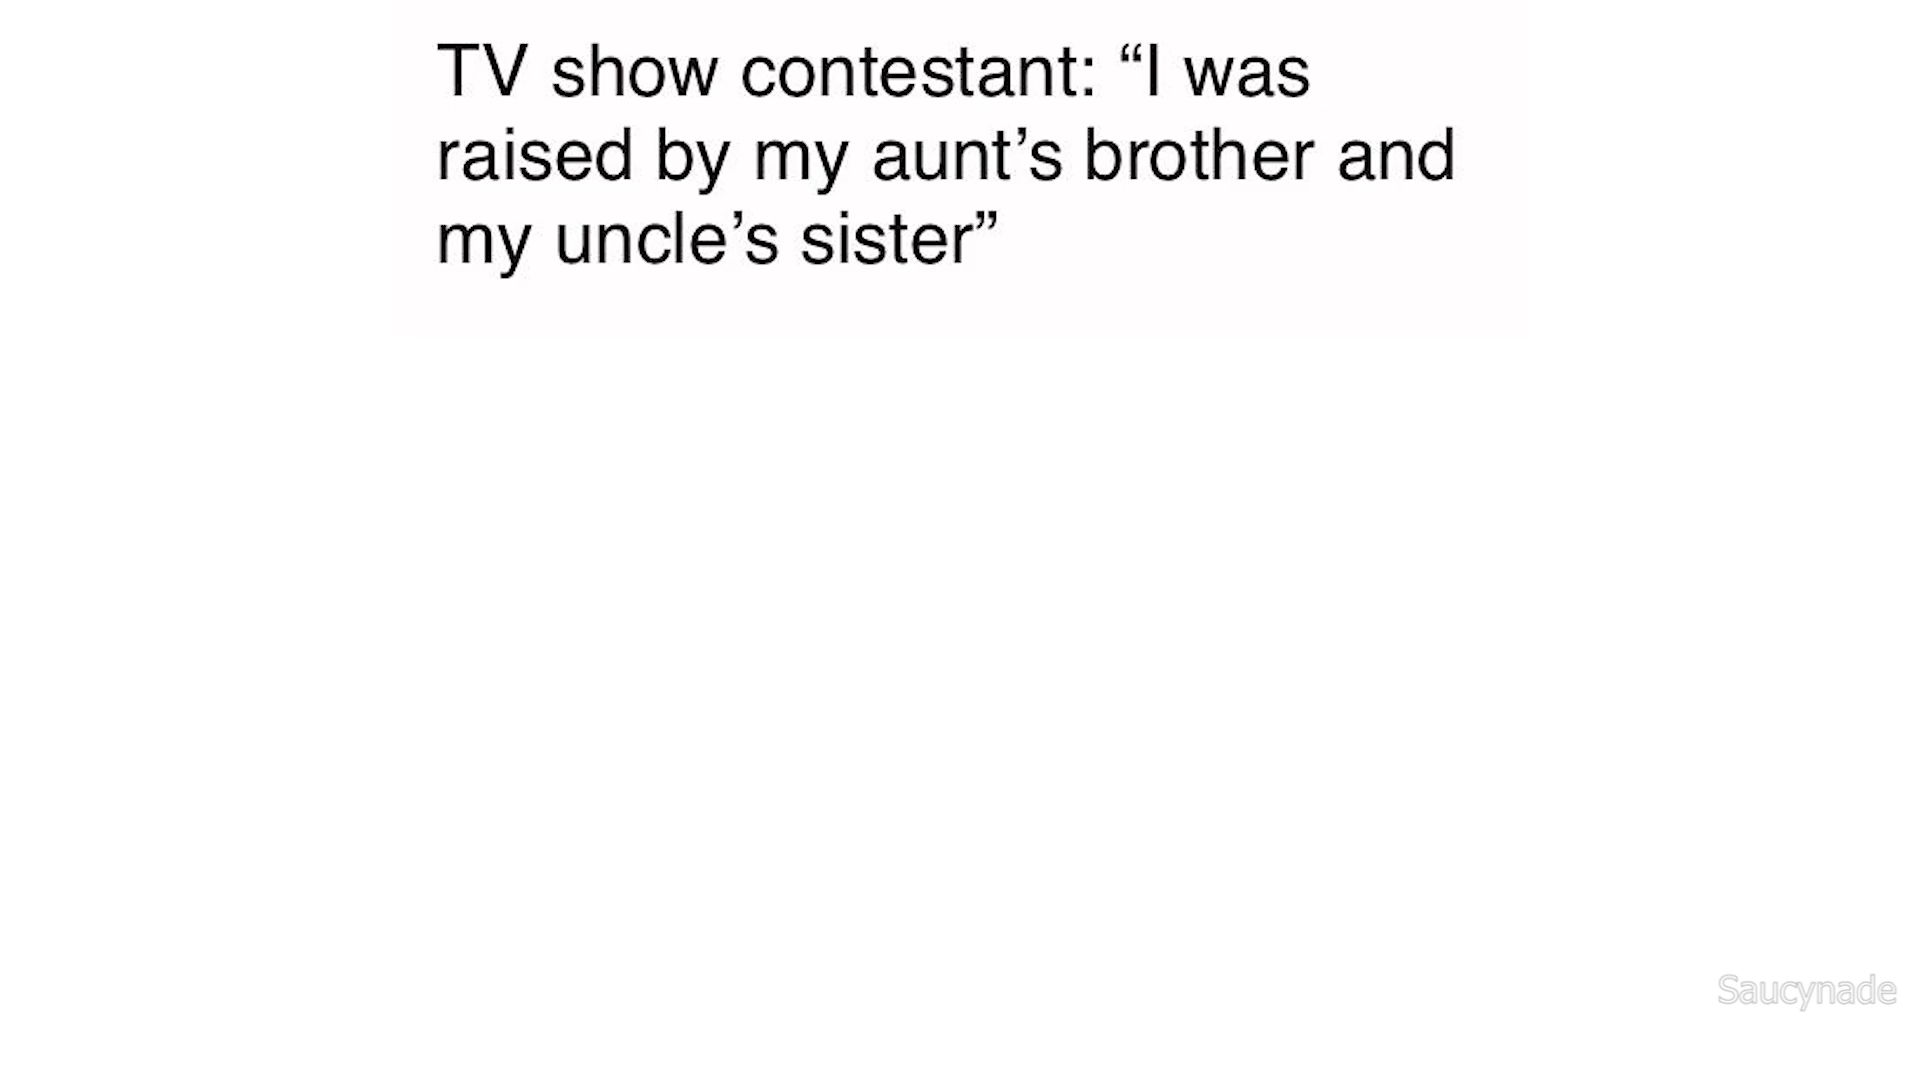 TV show contestant: “I was
raised by my aunt’s brother and
my uncle’s sister”
Saucynade